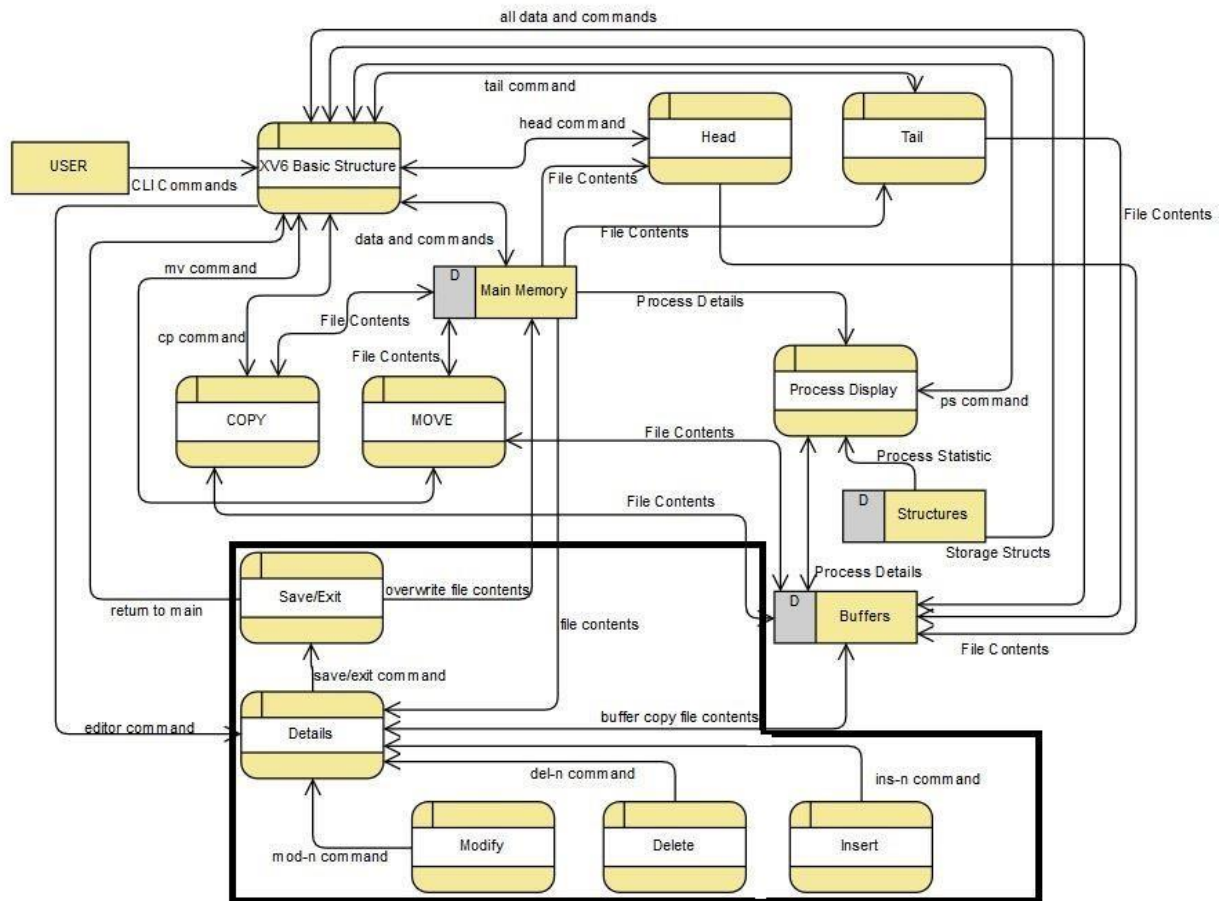 all data and commands
tail command
head command
Head
Tail
USER
XV6 Basic Structure
CLI Commands
File Contents
File Contents
File Contents
data and commands
mv command
D
Main Memory
Process Details
File Contents
cp command
File Contents
Process Display
ps command
COPY
MOVE
File Contents
Process Statistic
File Contents
D
Structures
Storage Structs
Process Details
Save/Exit
overwrite file contents
D
Buffers
return to main
file contents
File Contents
save/exit command
buffer copy file contents
editor command
Details
del-n command
ins-n command
Modify
Delete
Insert
mod-n command